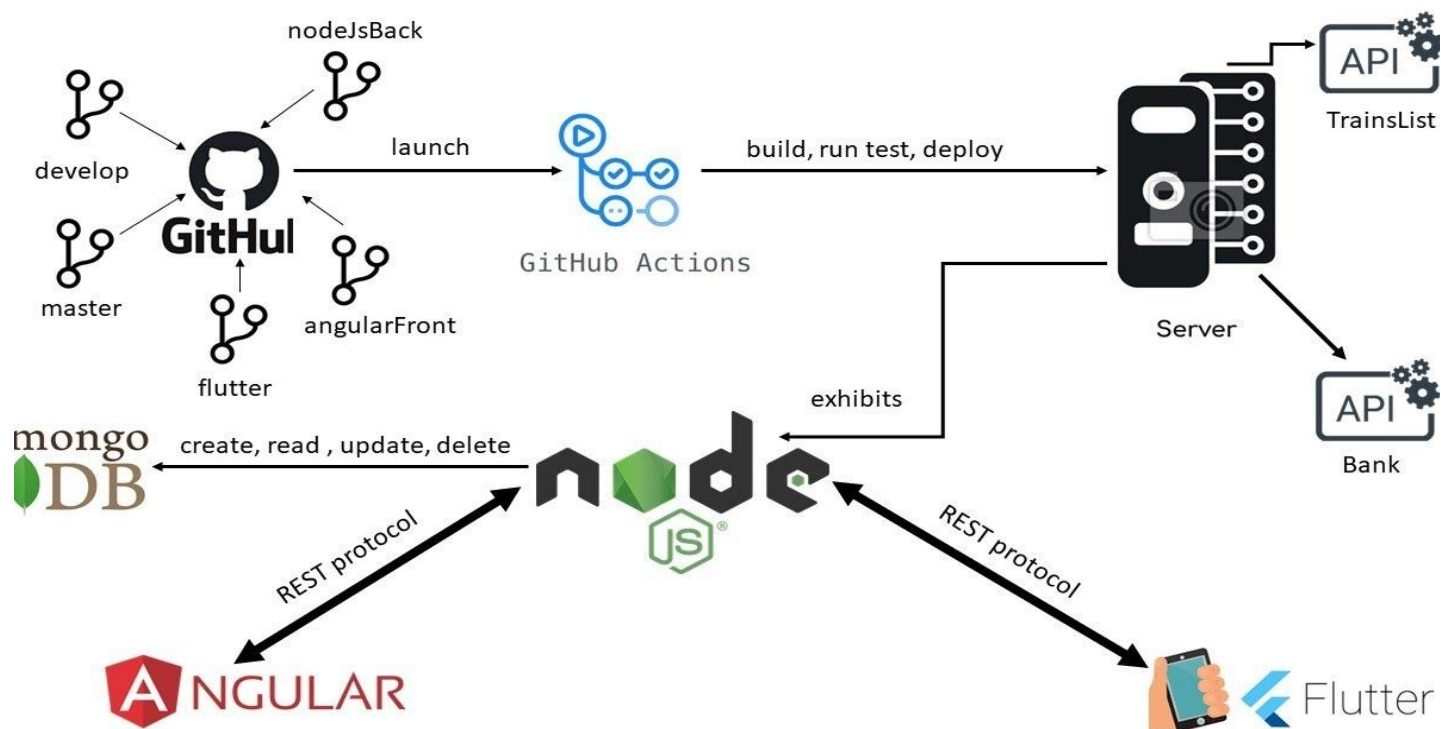 nodeJsBack
develop
launch
build, run test, deploy
API
TrainsList
GitHul
master
GitHub Actions
angularFront
flutter
Server
exhibits
API
Bank
mongo
DB
create, read , update, delete
node
JS®
REST protocol
REST protocol
ANGULAR
Flutter